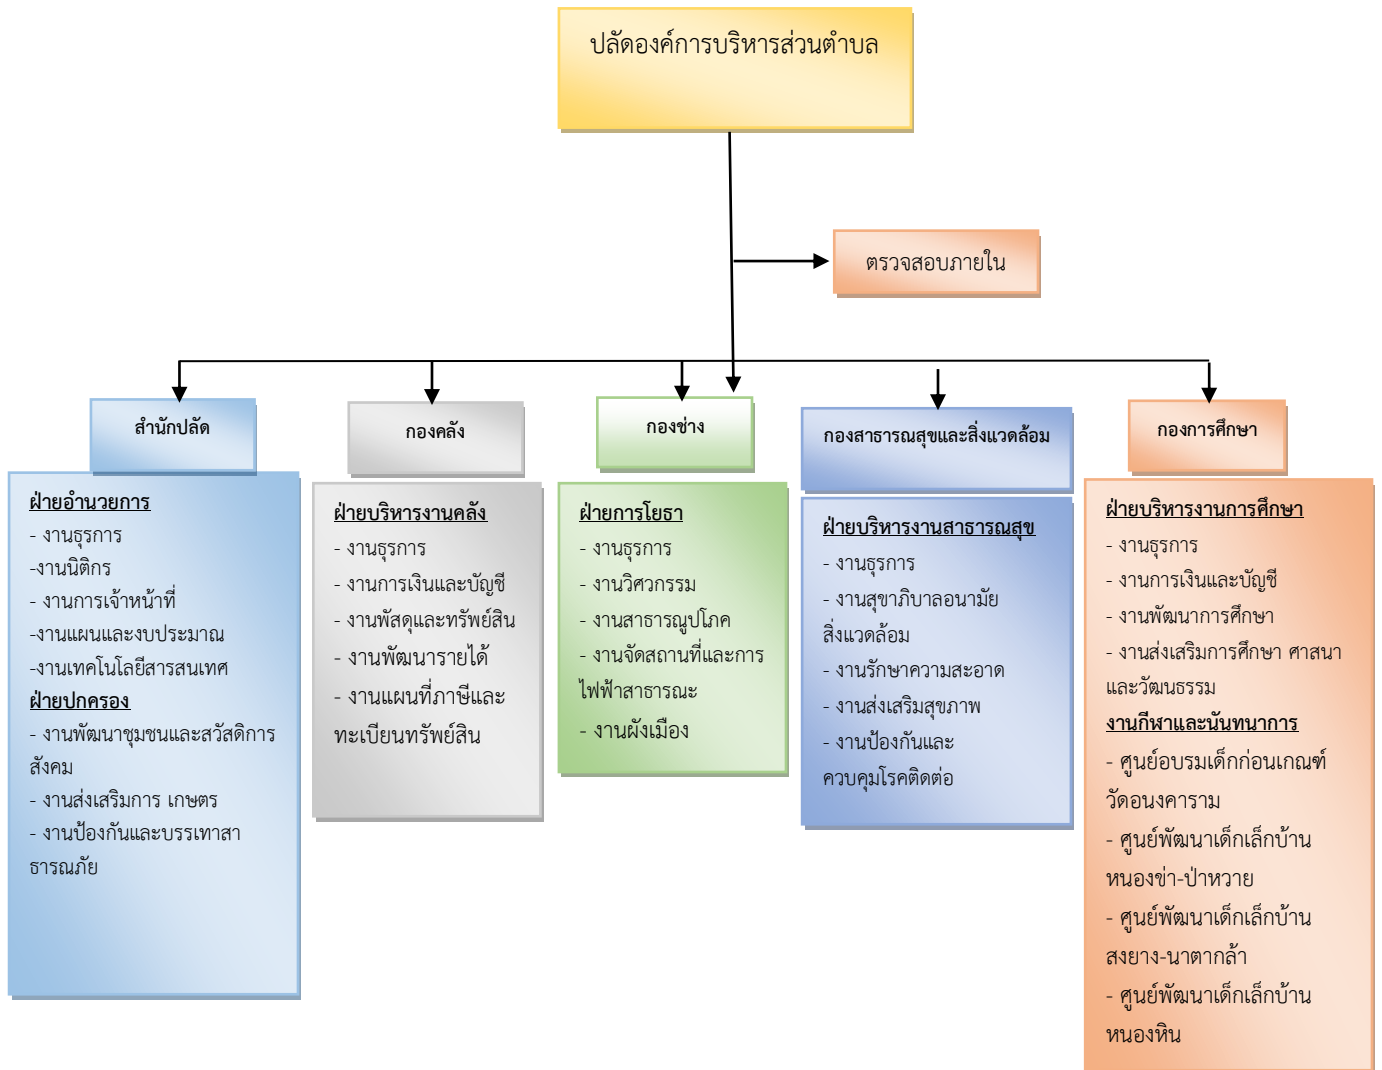 ปลัดองค์การบริหารส่วนตำบล
ตรวจสอบภายใน
สำนักปลัด
ฝ่ายอำนวยการ
- งานธุรการ
-งานนิติกร
- งานการเจ้าหน้าที่
-งานแผนและงบประมาณ
-งานเทคโนโลยีสารสนเทศ
ฝ่ายปกครอง
- งานพัฒนาชุมชนและสวัสดิการ
สังคม
- งานส่งเสริมการ เกษตร
- งานป้องกันและบรรเทาสา
ธารณภัย
กองคลัง
ฝ่ายบริหารงานคลัง
- งานธุรการ
- งานการเงินและบัญชี
- งานพัสดุและทรัพย์สิน
- งานพัฒนารายได้
- งานแผนที่ภาษีและ
ทะเบียนทรัพย์สิน
กองช่าง
ฝ่ายการโยธา
- งานธุรการ
- งานวิศวกรรม
- งานสาธารณูปโภค
- งานจัดสถานที่และการ
ไฟฟ้าสาธารณะ
- งานผังเมือง
กองสาธารณสุขและสิ่งแวดล้อม
ฝ่ายบริหารงานสาธารณสุข
- งานธุรการ
- งานสุขาภิบาลอนามัย
สิ่งแวดล้อม
- งานรักษาความสะอาด
- งานส่งเสริมสุขภาพ
- งานป้องกันและ
ควบคุมโรคติดต่อ
กองการศึกษา
ฝ่ายบริหารงานการศึกษา
- งานธุรการ
- งานการเงินและบัญชี
- งานพัฒนาการศึกษา
- งานส่งเสริมการศึกษา ศาสนา
และวัฒนธรรม
งานกีฬาและนันทนาการ
- ศูนย์อบรมเด็กก่อนเกณฑ์
วัดอนงคาราม
- ศูนย์พัฒนาเด็กเล็กบ้าน
หนองข่า-ป่าหวาย
- ศูนย์พัฒนาเด็กเล็กบ้าน
สงยาง-นาตากล้า
- ศูนย์พัฒนาเด็กเล็กบ้าน
หนองหิน